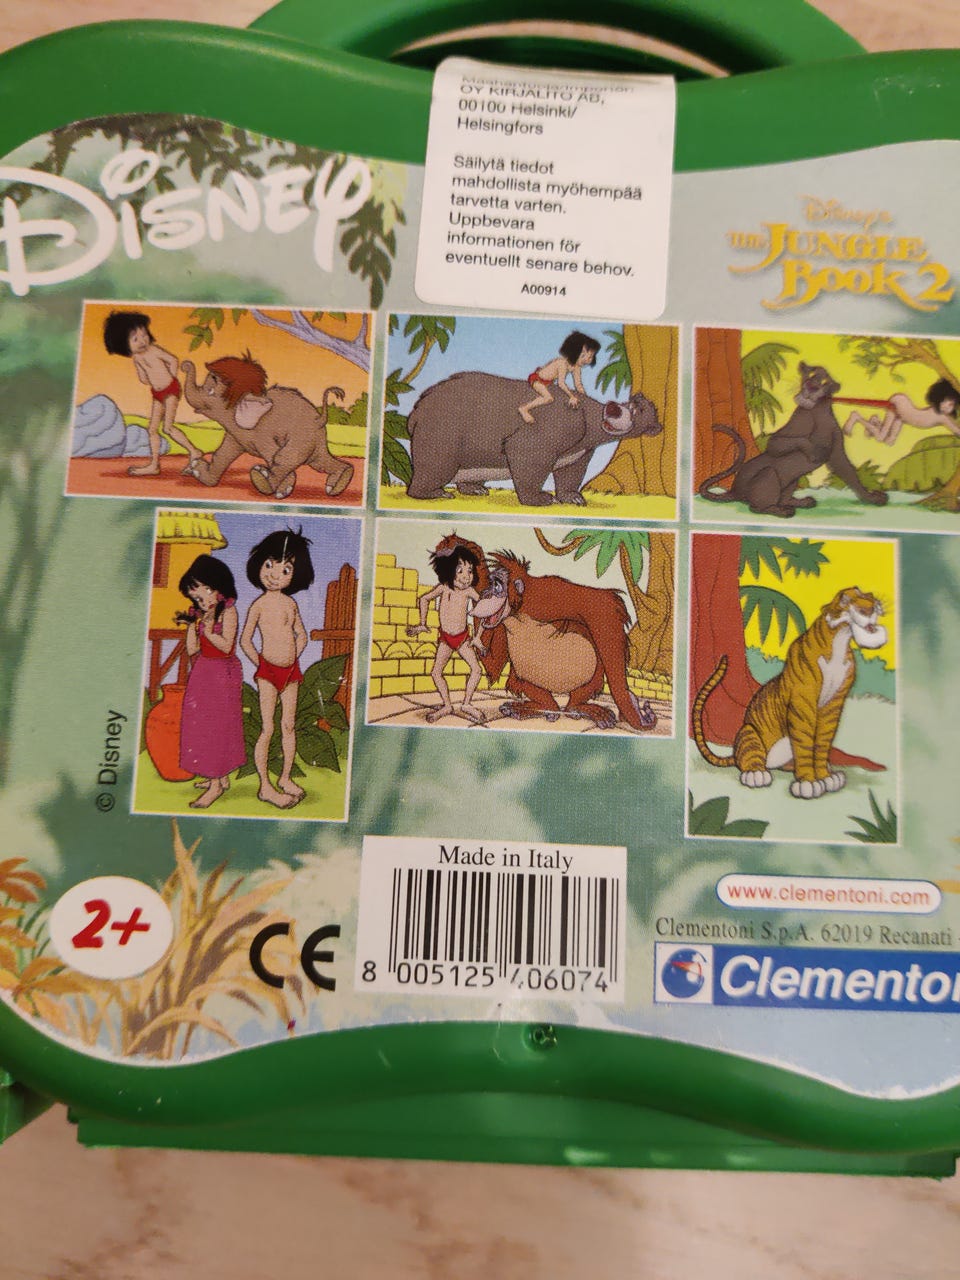 Maahantuoja/Importör:
OY KIRJALITO AB,
00100 Helsinki/
Helsingfors
Säilytä tiedot
mahdollista myöhempää
tarvetta varten.
Uppbevara
informationen för
eventuellt senare behov.
A00914
DISNEY
Disney's
THE JUNGLE
BOOK 2
© Disney
2+
CE
Made in Italy
8 005125 406074
www.clementoni.com
Clementoni S.p.A. 62019 Recanati -
Clementoni